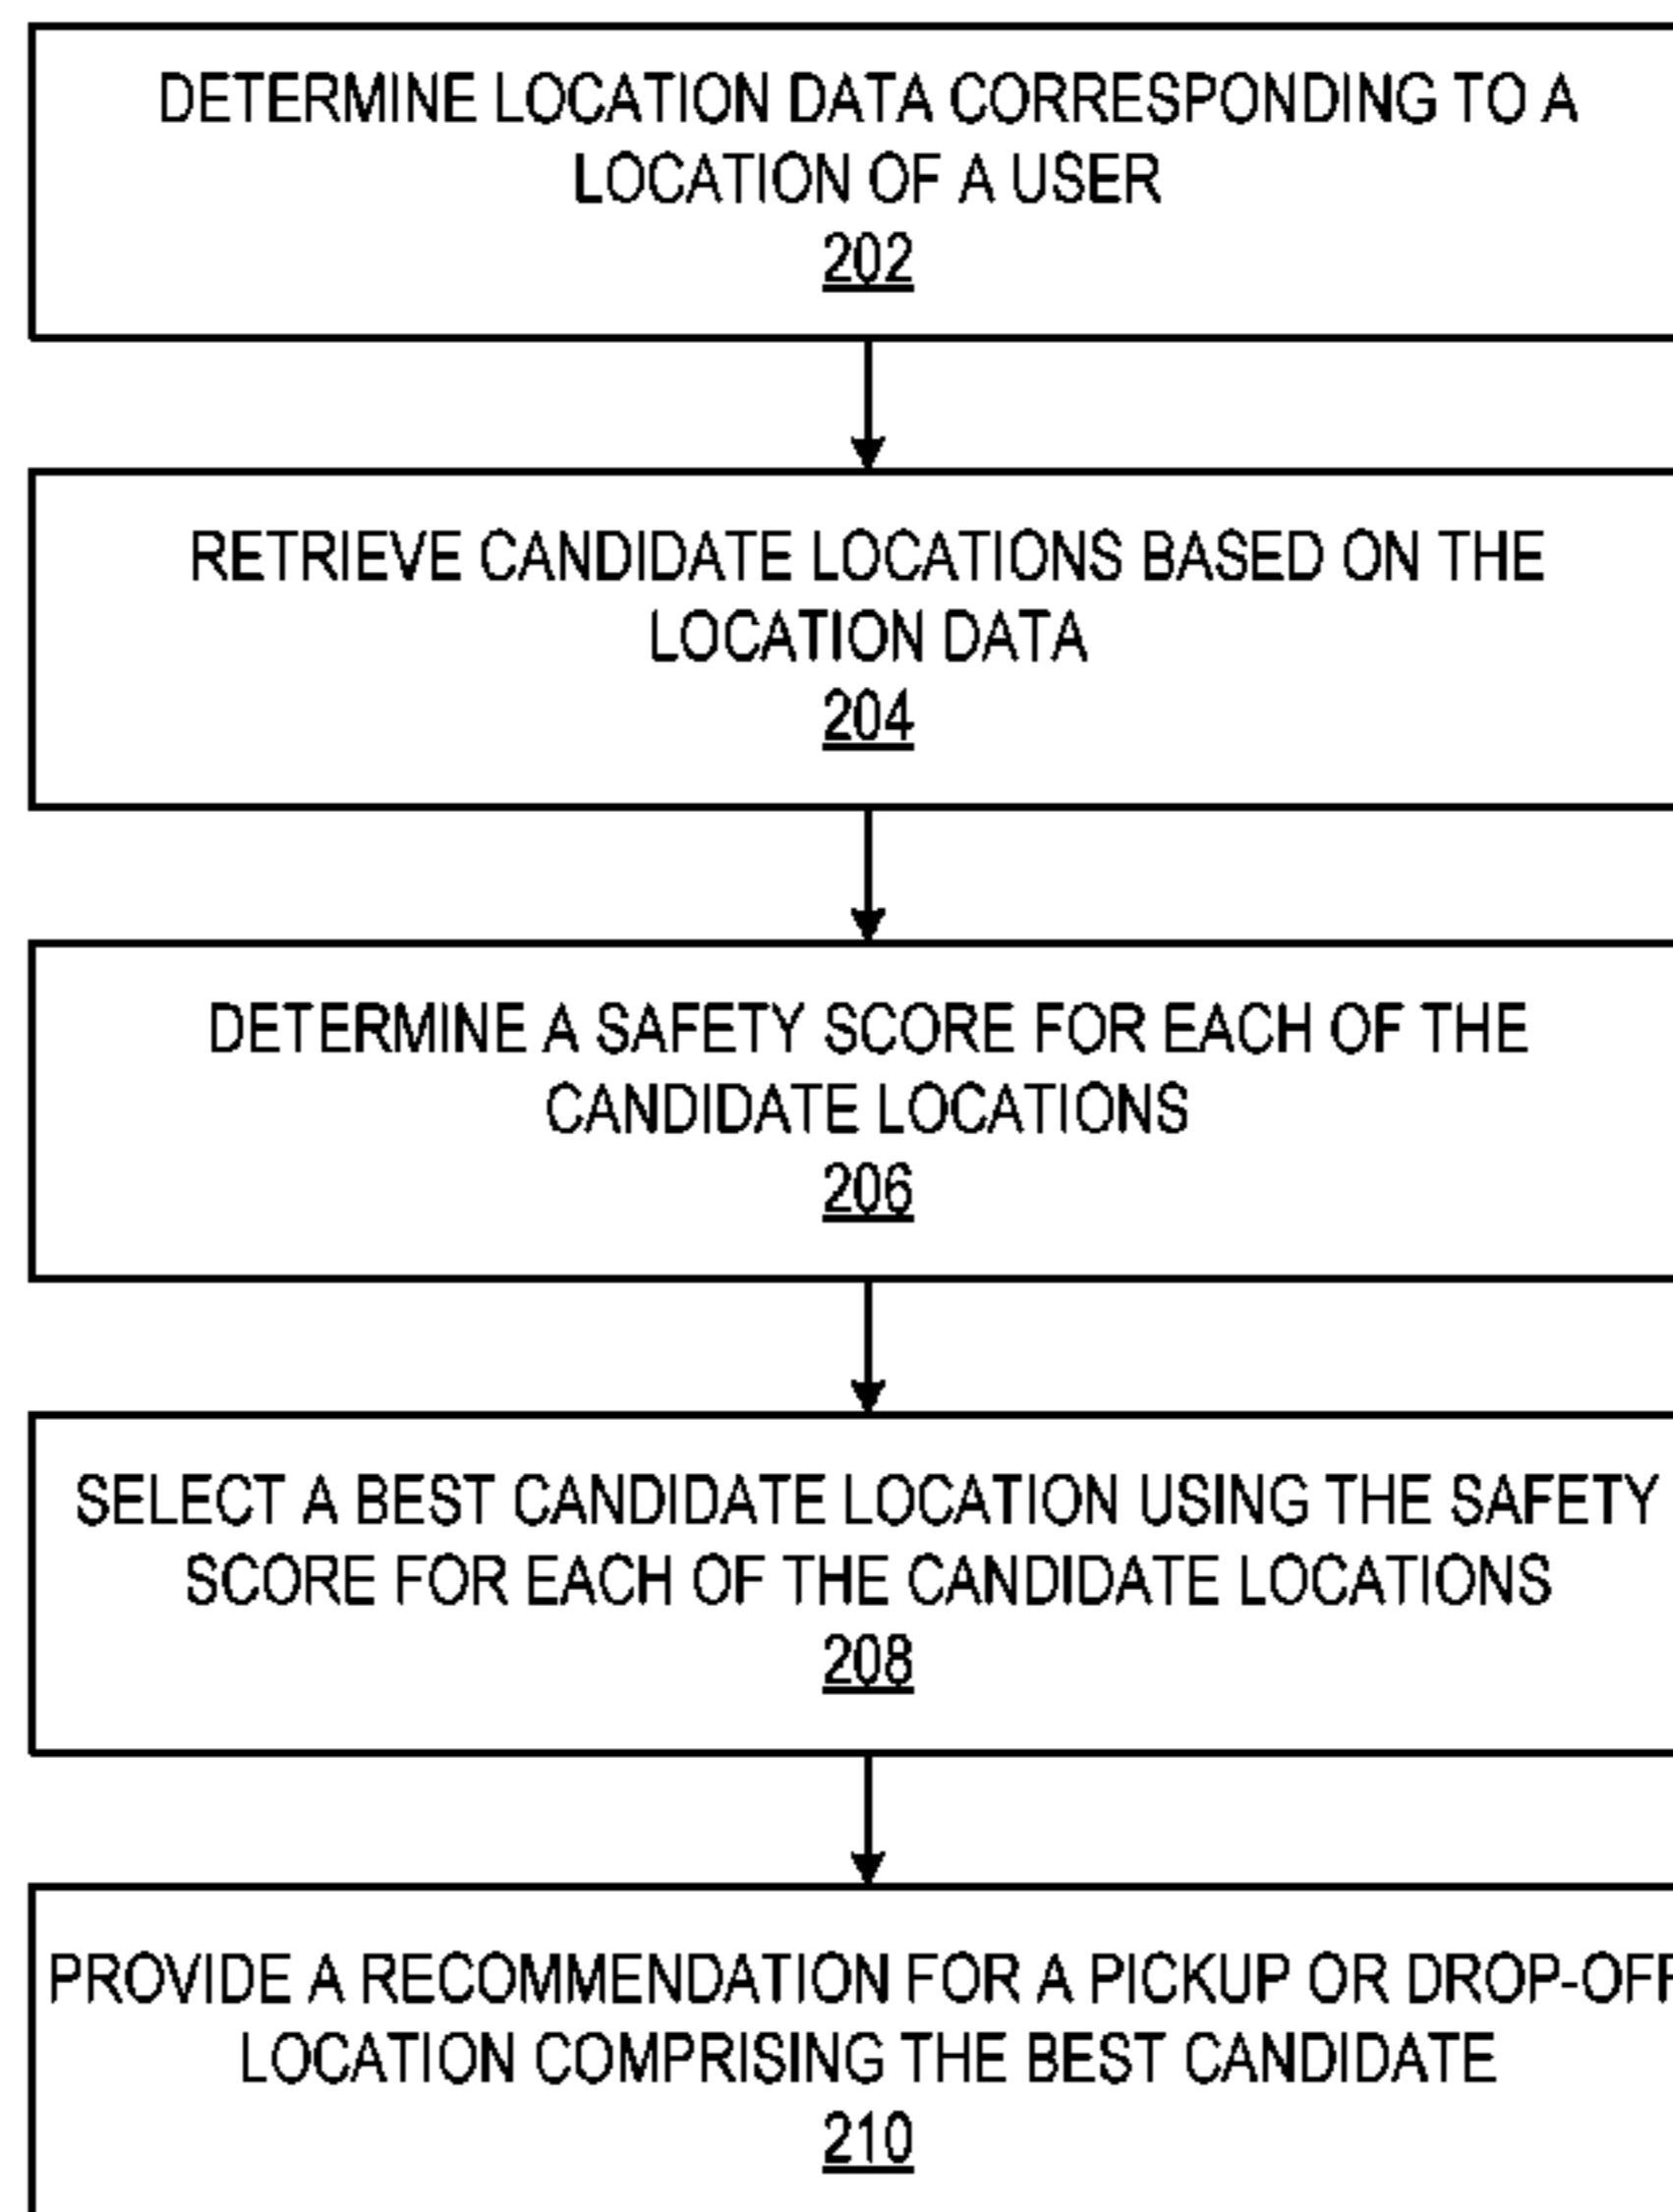 DETERMINE LOCATION DATA CORRESPONDING TO A
LOCATION OF A USER
202
RETRIEVE CANDIDATE LOCATIONS BASED ON THE
LOCATION DATA
204
DETERMINE A SAFETY SCORE FOR EACH OF THE
CANDIDATE LOCATIONS
206
SELECT A BEST CANDIDATE LOCATION USING THE SAFETY
SCORE FOR EACH OF THE CANDIDATE LOCATIONS
208
PROVIDE A RECOMMENDATION FOR A PICKUP OR DROP-OFF
LOCATION COMPRISING THE BEST CANDIDATE
210